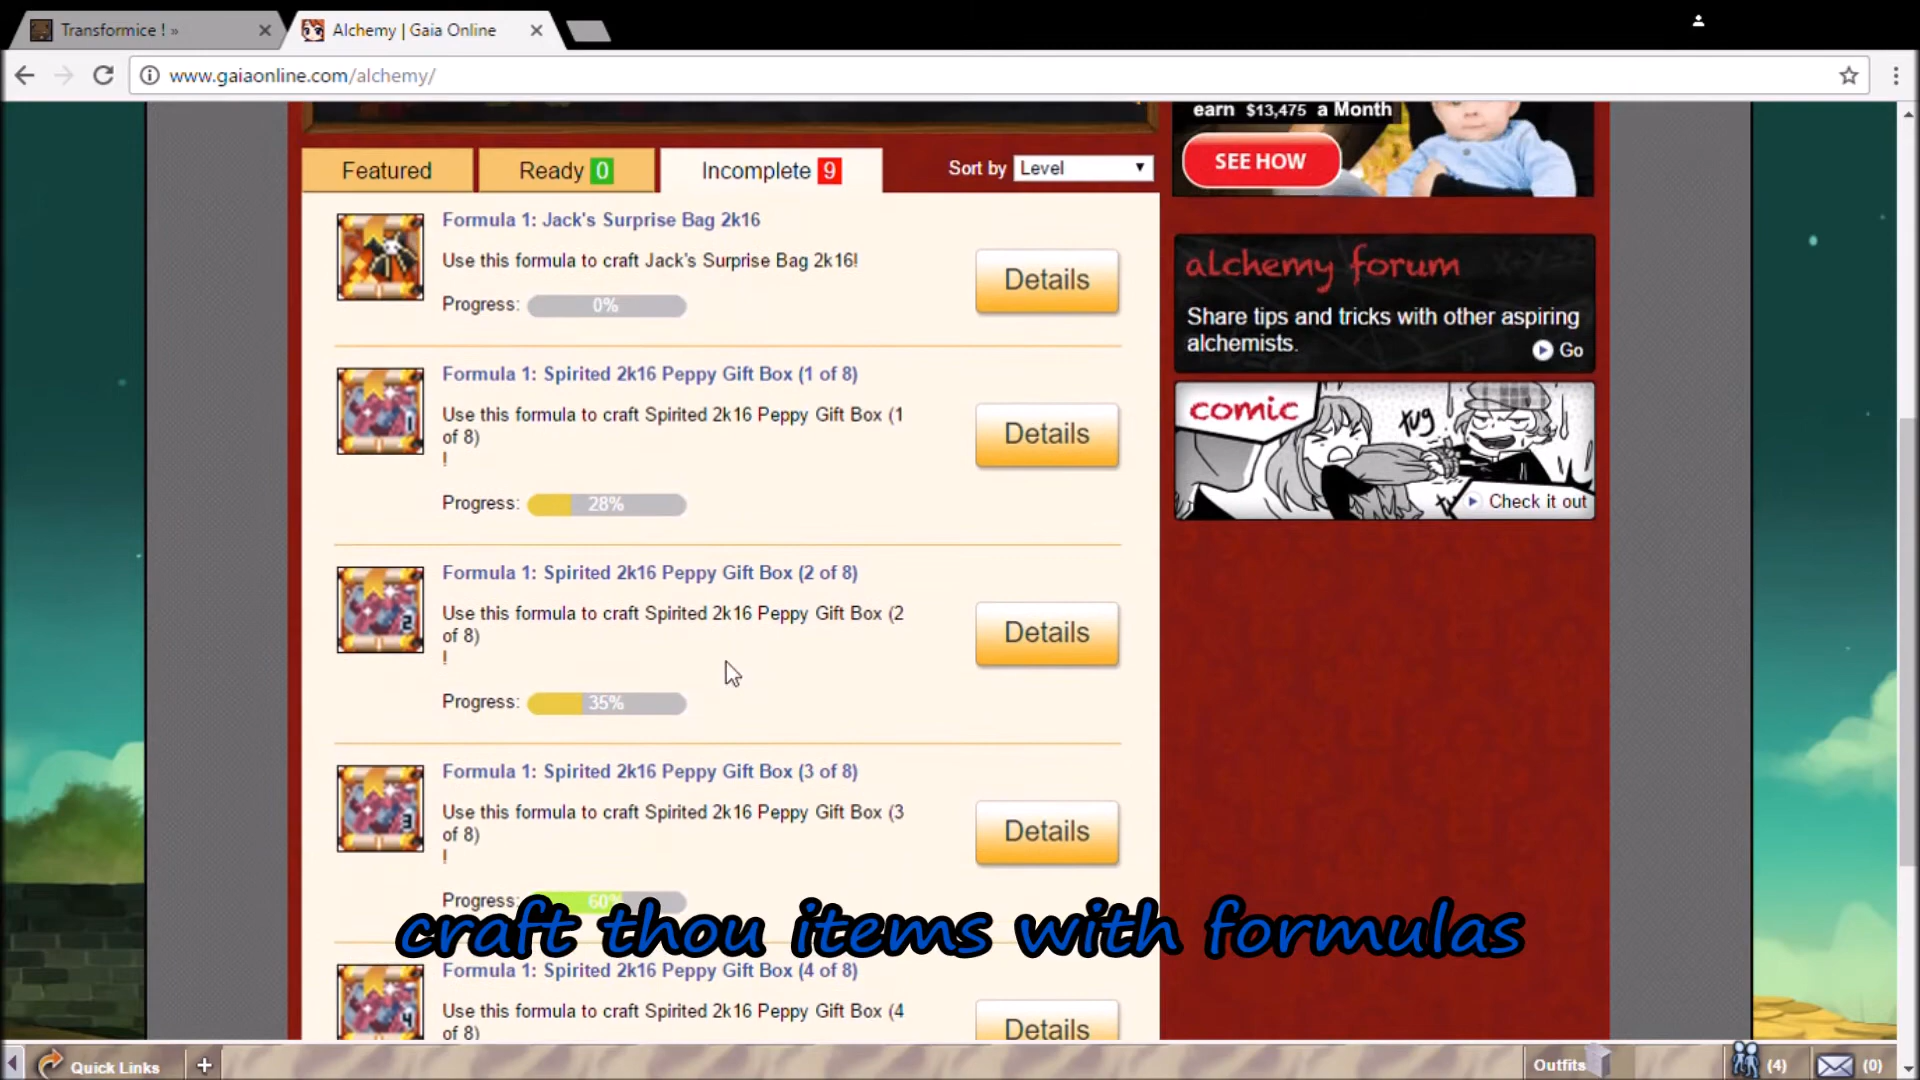 Transformice ! »
Alchemy | Gaia Online
www.gaiaonline.com/alchemy/
earn $13,475 a Month
SEE HOW
Featured
Ready 0
Incomplete 9
Sort by Level
Formula 1: Jack's Surprise Bag 2k16
Use this formula to craft Jack's Surprise Bag 2k16!
Progress: 0%
Details
Formula 1: Spirited 2k16 Peppy Gift Box (1 of 8)
Use this formula to craft Spirited 2k16 Peppy Gift Box (1
of 8)
!
Progress: 28%
Details
1
Formula 1: Spirited 2k16 Peppy Gift Box (2 of 8)
Use this formula to craft Spirited 2k16 Peppy Gift Box (2
of 8)
!
Progress: 35%
Details
2
Formula 1: Spirited 2k16 Peppy Gift Box (3 of 8)
Use this formula to craft Spirited 2k16 Peppy Gift Box (3
of 8)
!
Progress: 60%
Details
3
craft thou items with formulas
Formula 1: Spirited 2k16 Peppy Gift Box (4 of 8)
Use this formula to craft Spirited 2k16 Peppy Gift Box (4
of 8)
Details
4
alchemy forum
Share tips and tricks with other aspiring
alchemists.
Go
comic
tug
Check it out
Quick Links
+
Outfits
(4)
(0)